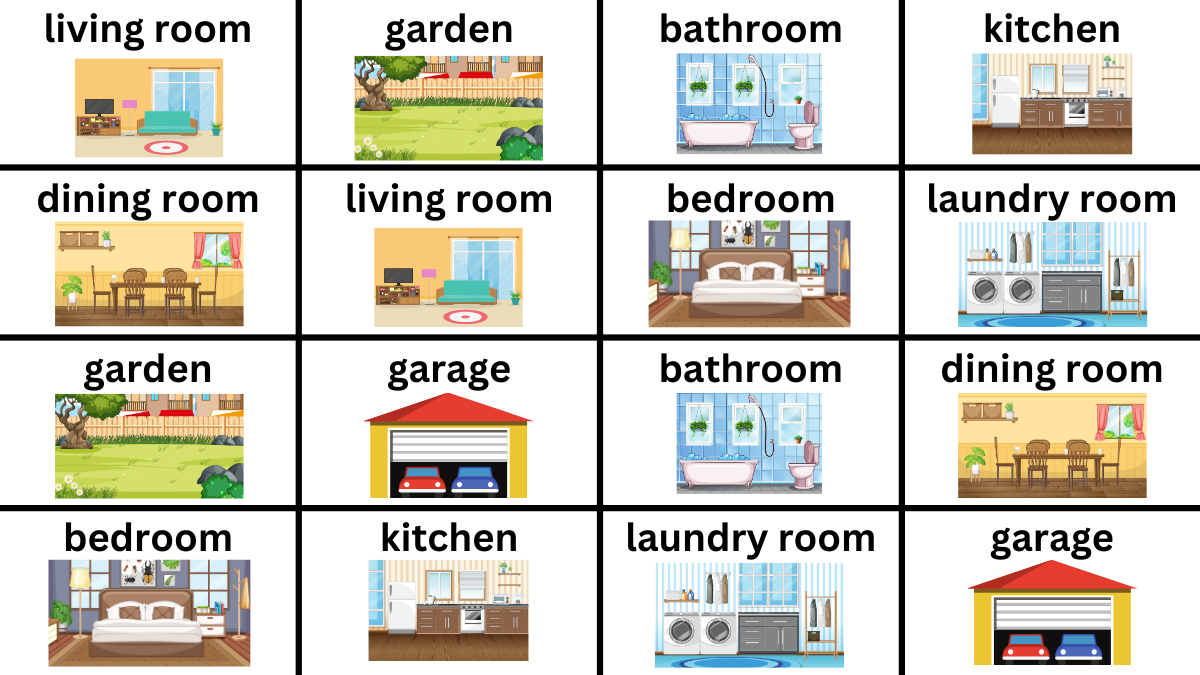 living room
garden
bathroom
kitchen
dining room
living room
bedroom
laundry room
garden
garage
bathroom
dining room
bedroom
kitchen
laundry room
garage